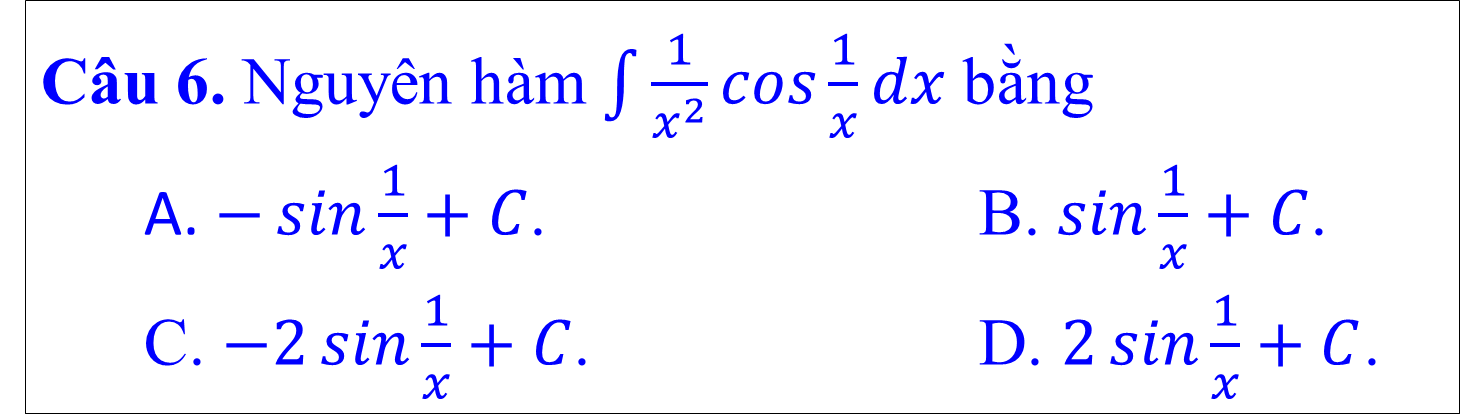 Câu 6. Nguyên hàm ∫ 1/x² cos 1/x dx bằng
A. − sin 1/x + C. B. sin 1/x + C.
C. −2 sin 1/x + C. D. 2 sin 1/x + C.